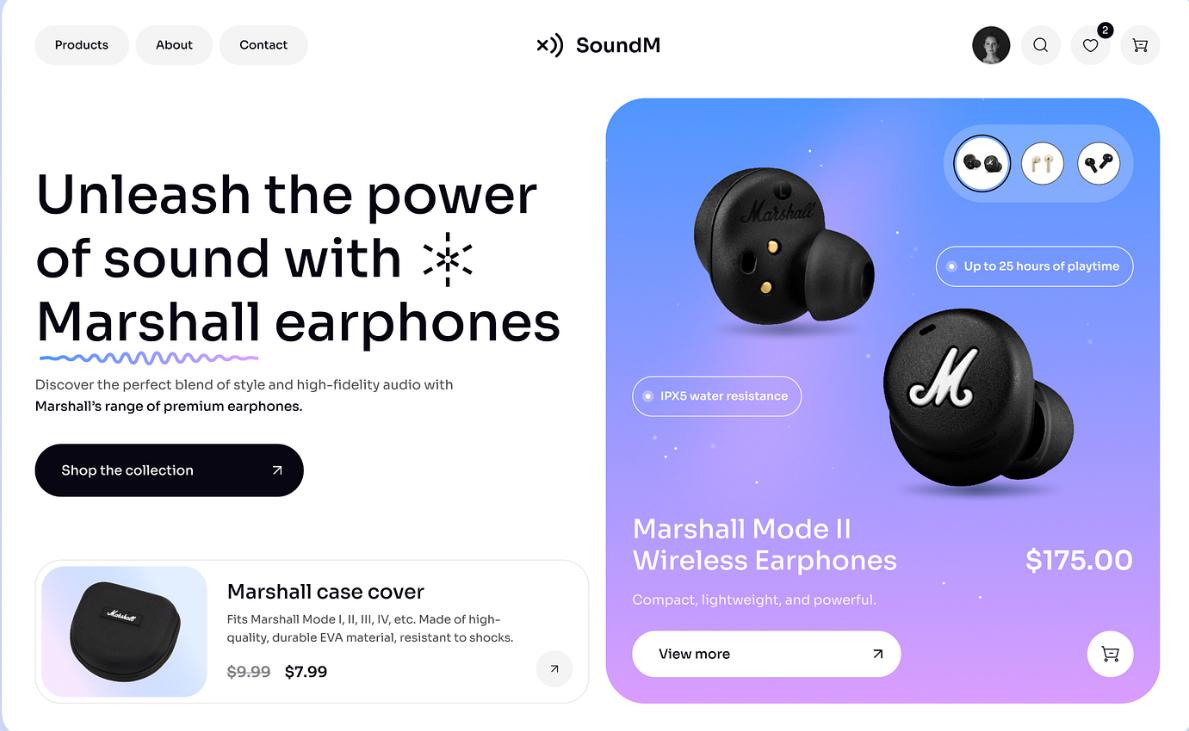 Products
About
Contact
SoundM
2
Unleash the power
of sound with
Marshall earphones
Discover the perfect blend of style and high-fidelity audio with
Marshall’s range of premium earphones.
Shop the collection
Marshall
Marshall case cover
Fits Marshall Mode I, II, III, IV, etc. Made of high-
quality, durable EVA material, resistant to shocks.
$9.99 $7.99
L
Marshall
Up to 25 hours of playtime
M
IPX5 water resistance
Marshall Mode II
Wireless Earphones
$175.00
Compact, lightweight, and powerful.
View more